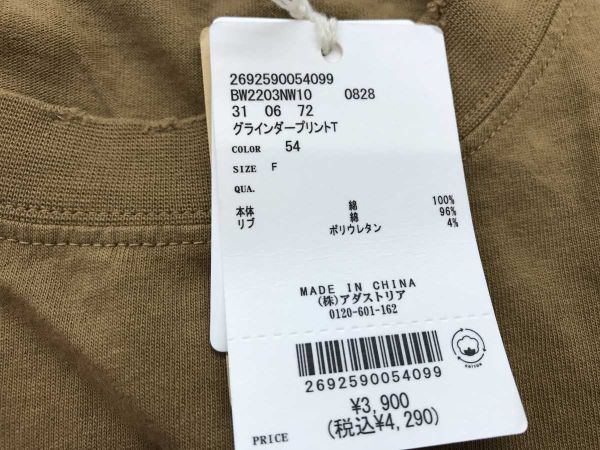 2692590054099
BW2203NW10 0828
31 06 72
グラインダープリントT
COLOR 54
SIZE F
QUA.
本体 綿 100%
リブ 綿 96%
ポリウレタン 4%
MADE IN CHINA
(株)アダストリア
0120-601-162
2692590054099
¥3,900
PRICE (税込¥4,290)